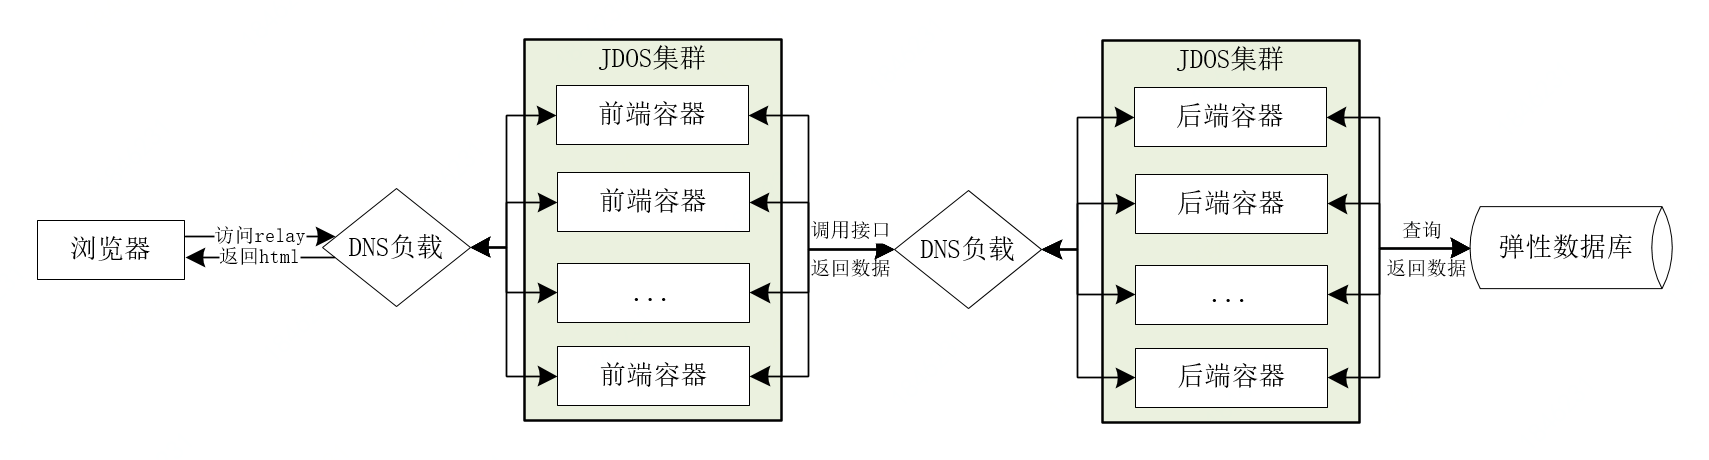 浏览器
访问relay
返回html
DNS负载
JDOS集群
前端容器
前端容器
...
前端容器
调用接口
返回数据
DNS负载
JDOS集群
后端容器
后端容器
...
后端容器
查询
返回数据
弹性数据库